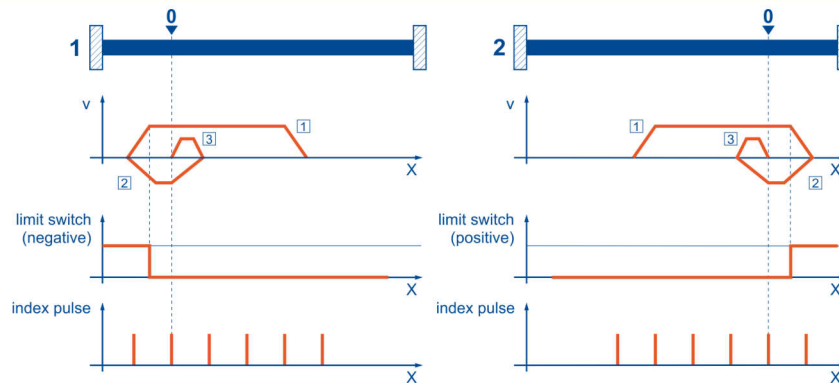 0
0
1
2
v
1
3
2
X
v
1
3
2
X
limit switch
(negative)
X
limit switch
(positive)
X
index pulse
X
index pulse
X